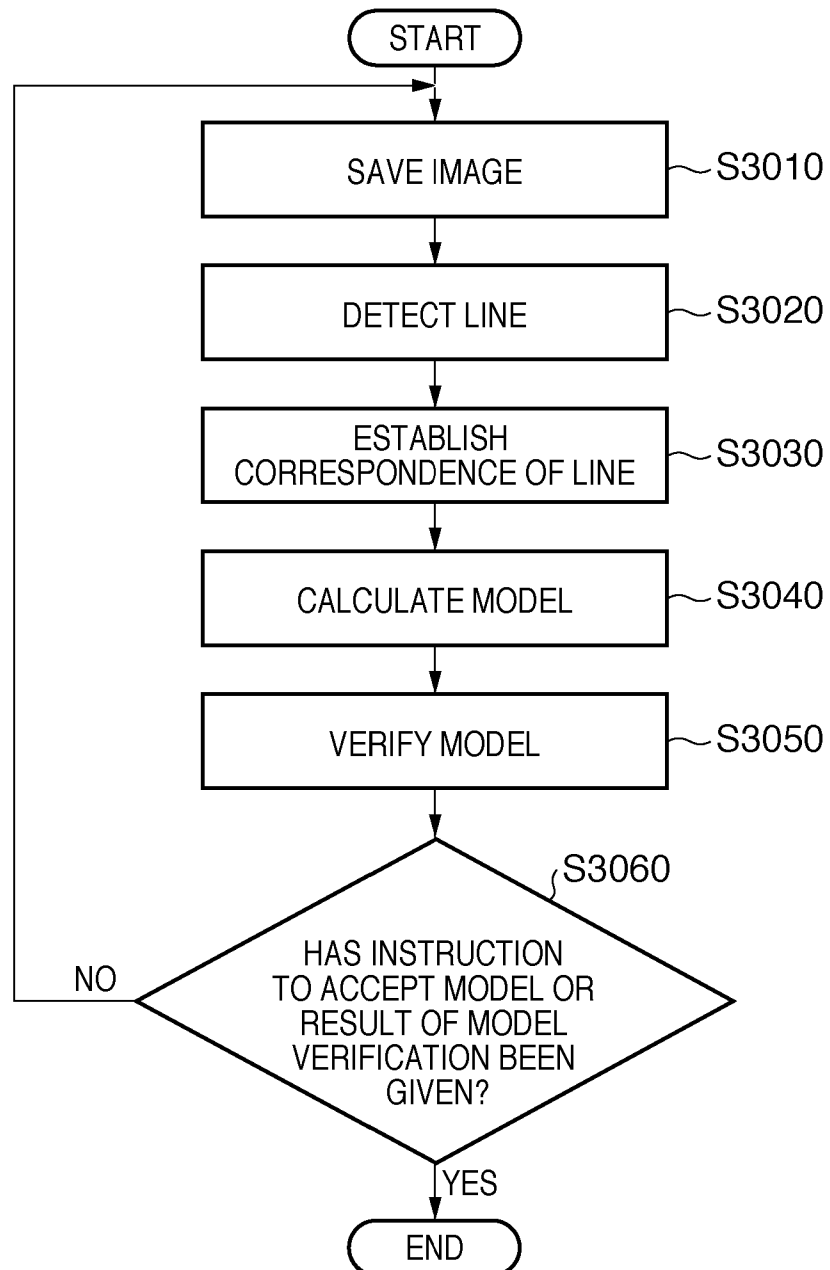 START
SAVE IMAGE
S3010
DETECT LINE
S3020
ESTABLISH
CORRESPONDENCE OF LINE
S3030
CALCULATE MODEL
S3040
VERIFY MODEL
S3050
S3060
HAS INSTRUCTION
TO ACCEPT MODEL OR
RESULT OF MODEL
VERIFICATION BEEN
GIVEN?
NO
YES
END